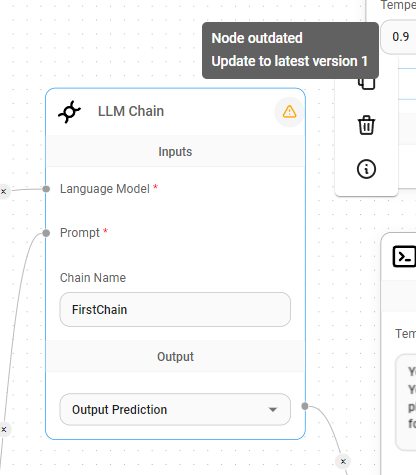 Tempe
Node outdated
Update to latest version 1
0.9
LLM Chain
Inputs
Language Model *
Prompt *
Chain Name
FirstChain
Tem
Output
Output Prediction